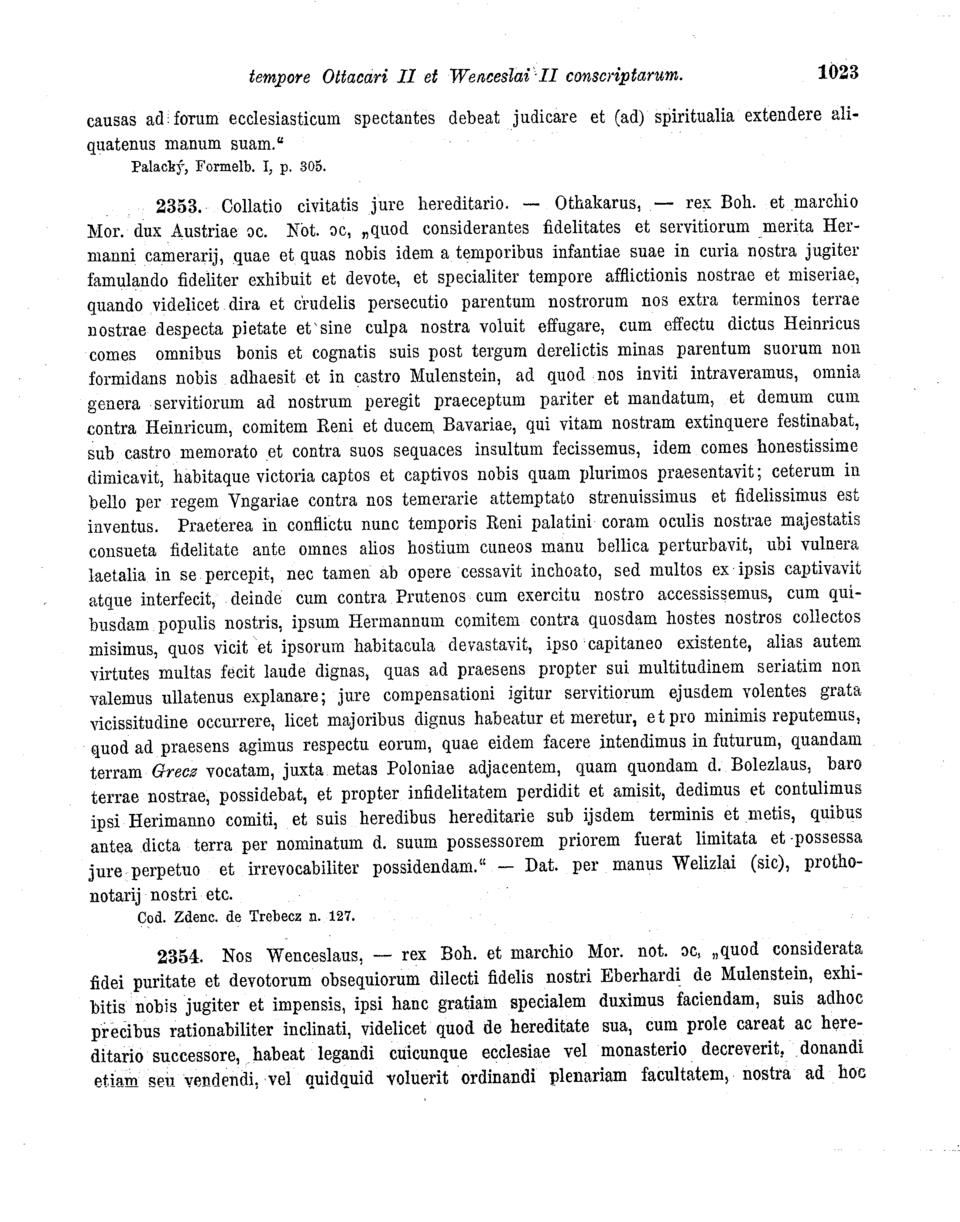 tempore Ottacari II et Wenceslai II conscriptarum. 1023
causas ad forum ecclesiasticum spectantes debeat judicare et (ad) spiritualia extendere ali-
quatenus manum suam.“
Palacký, Formelb. I, p. 305.
2353. Collatio civitatis jure hereditario. — Othakarus, — rex Boh. et marchio
Mor. dux Austriae ɔc. Not. ɔc, „quod considerantes fidelitates et servitiorum merita Her-
manni camerarij, quae et quas nobis idem a temporibus infantiae suae in curia nostra jugiter
famulando fideliter exhibuit et devote, et specialiter tempore afflictionis nostrae et miseriae,
quando videlicet dira et crudelis persecutio parentum nostrorum nos extra terminos terrae
nostrae despecta pietate et sine culpa nostra voluit effugare, cum effectu dictus Heinricus
comes omnibus bonis et cognatis suis post tergum derelictis minas parentum suorum non
formidans nobis adhaesit et in castro Mulenstein, ad quod nos inviti intraveramus, omnia
genera servitiorum ad nostrum peregit praeceptum pariter et mandatum, et demum cum
contra Heinricum, comitem Reni et ducem Bavariae, qui vitam nostram extinquere festinabat,
sub castro memorato et contra suos sequaces insultum fecissemus, idem comes honestissime
dimicavit, habitaque victoria captos et captivos nobis quam plurimos praesentavit; ceterum in
bello per regem Vngariae contra nos temerarie attemptato strenuissimus et fidelissimus est
inventus. Praeterea in conflictu nunc temporis Reni palatini coram oculis nostrae majestatis
consueta fidelitate ante omnes alios hostium cuneos manu bellica perturbavit, ubi vulnera
laetalia in se percepit, nec tamen ab opere cessavit inchoato, sed multos ex ipsis captivavit
atque interfecit, deinde cum contra Prutenos cum exercitu nostro accessissemus, cum qui-
busdam populis nostris, ipsum Hermannum comitem contra quosdam hostes nostros collectos
misimus, quos vicit et ipsorum habitacula devastavit, ipso capitaneo existente, alias autem
virtutes multas fecit laude dignas, quas ad praesens propter sui multitudinem seriatim non
valemus ullatenus explanare; jure compensationi igitur servitiorum ejusdem volentes grata
vicissitudine occurrere, licet majoribus dignus habeatur et meretur, et pro minimis reputemus,
quod ad praesens agimus respectu eorum, quae eidem facere intendimus in futurum, quandam
terram Grecz vocatam, juxta metas Poloniae adjacentem, quam quondam d. Bolezlaus, baro
terrae nostrae, possidebat, et propter infidelitatem perdidit et amisit, dedimus et contulimus
ipsi Herimanno comiti, et suis heredibus hereditarie sub ijsdem terminis et metis, quibus
antea dicta terra per nominatum d. suum possessorem priorem fuerat limitata et possessa
jure perpetuo et irrevocabiliter possidendam.“ — Dat. per manus Welizlai (sic), protho-
notarij nostri etc.
Cod. Zdenc. de Trebecz n. 127.
2354. Nos Wenceslaus, — rex Boh. et marchio Mor. not. ɔc, „quod considerata
fidei puritate et devotorum obsequiorum dilecti fidelis nostri Eberhardi de Mulenstein, exhi-
bitis nobis jugiter et impensis, ipsi hanc gratiam specialem duximus faciendam, suis adhoc
precibus rationabiliter inclinati, videlicet quod de hereditate sua, cum prole careat ac here-
ditario successore, habeat legandi cuicunque ecclesiae vel monasterio decreverit, donandi
etiam seu vendendi, vel quidquid voluerit ordinandi plenariam facultatem, nostra ad hoc